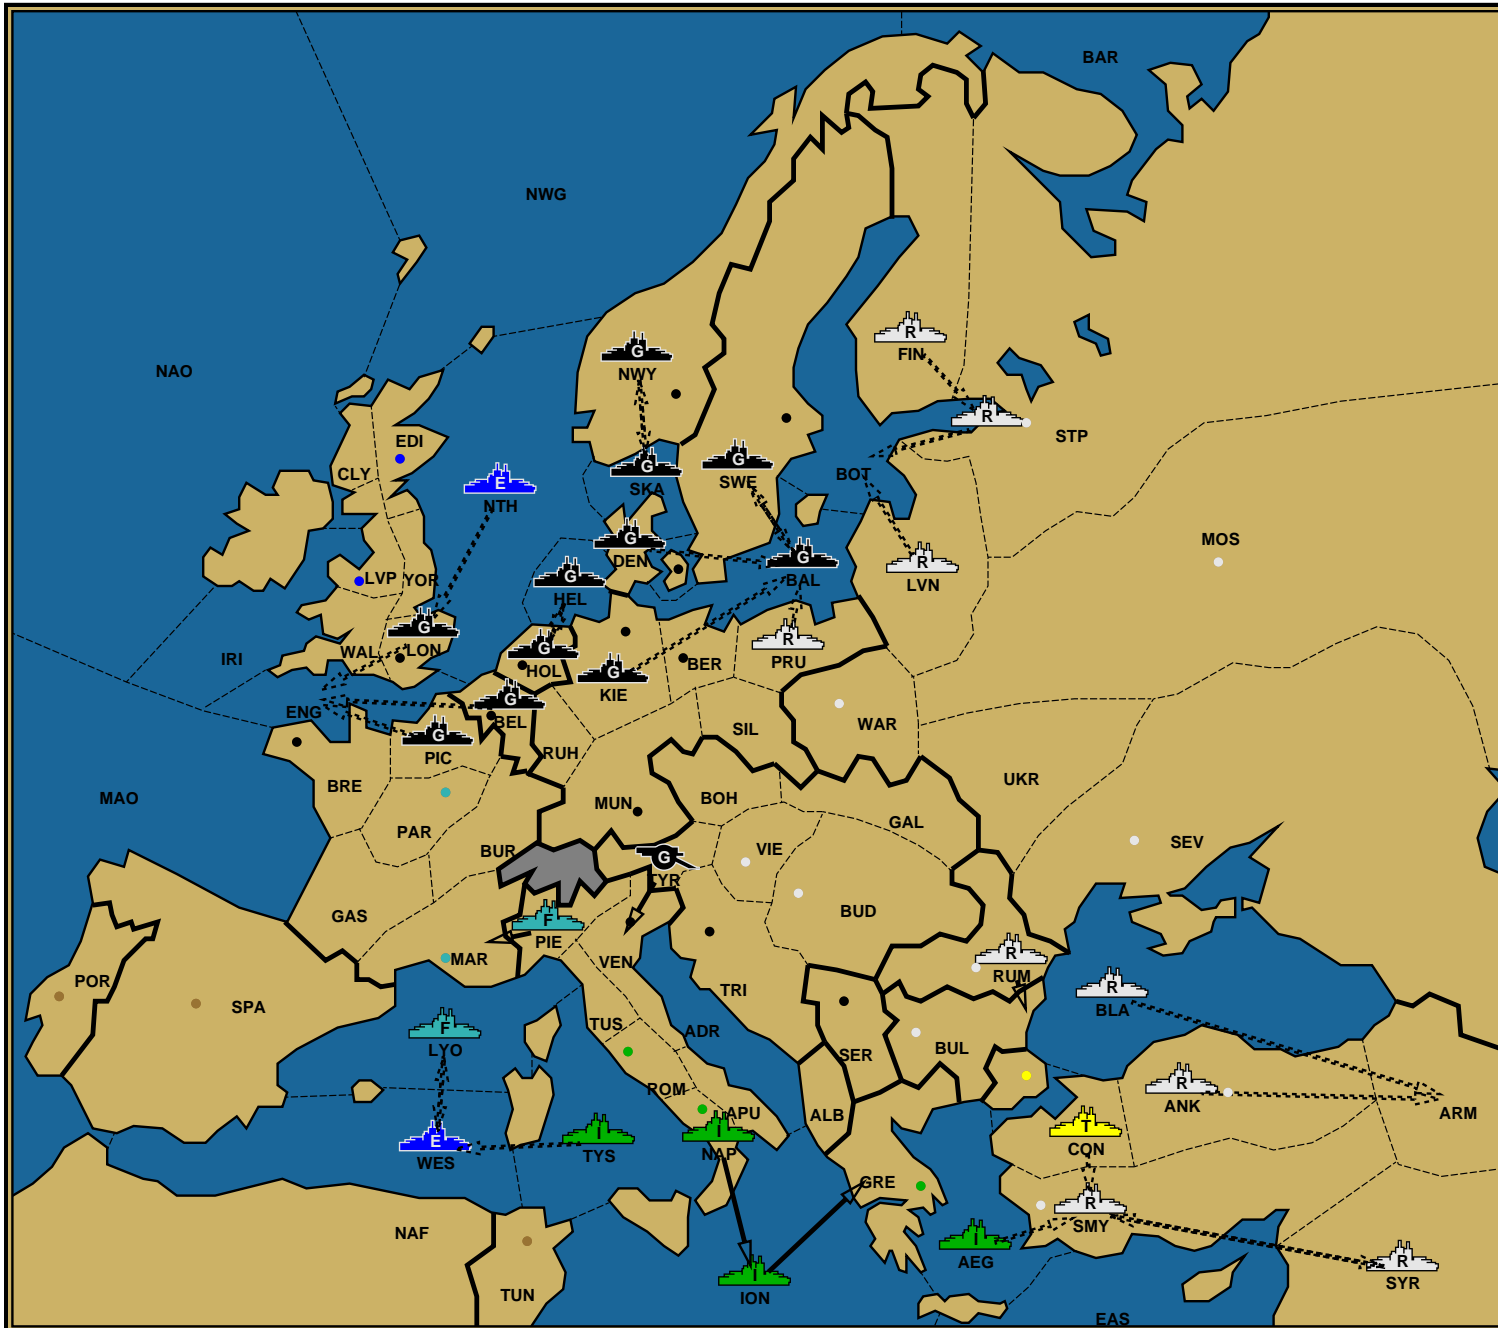 BAR
NWG
NAO
G
NWY
R
FIN
R
STP
EDI
CLY
E
NTH
G
SKA
G
SWE
BOT
MOS
G
DEN
G
BAL
R
LVN
G
HEL
LVP
YOR
G
LON
WAL
IRI
G
HOL
R
PRU
BER
G
KIE
ENG
G
BEL
G
PIC
RUH
SIL
WAR
UKR
MAO
BRE
PAR
MUN
BOH
GAL
SEV
BUR
G
TYR
VIE
BUD
GAS
F
PIE
MAR
VEN
POR
SPA
TRI
R
RUM
R
BLA
F
LYO
TUS
ADR
SER
BUL
ROM
APU
ALB
R
ANK
ARM
E
WES
I
TYS
I
NAP
T
CON
GRE
R
SMY
NAF
I
AEG
R
SYR
TUN
I
ION
EAS